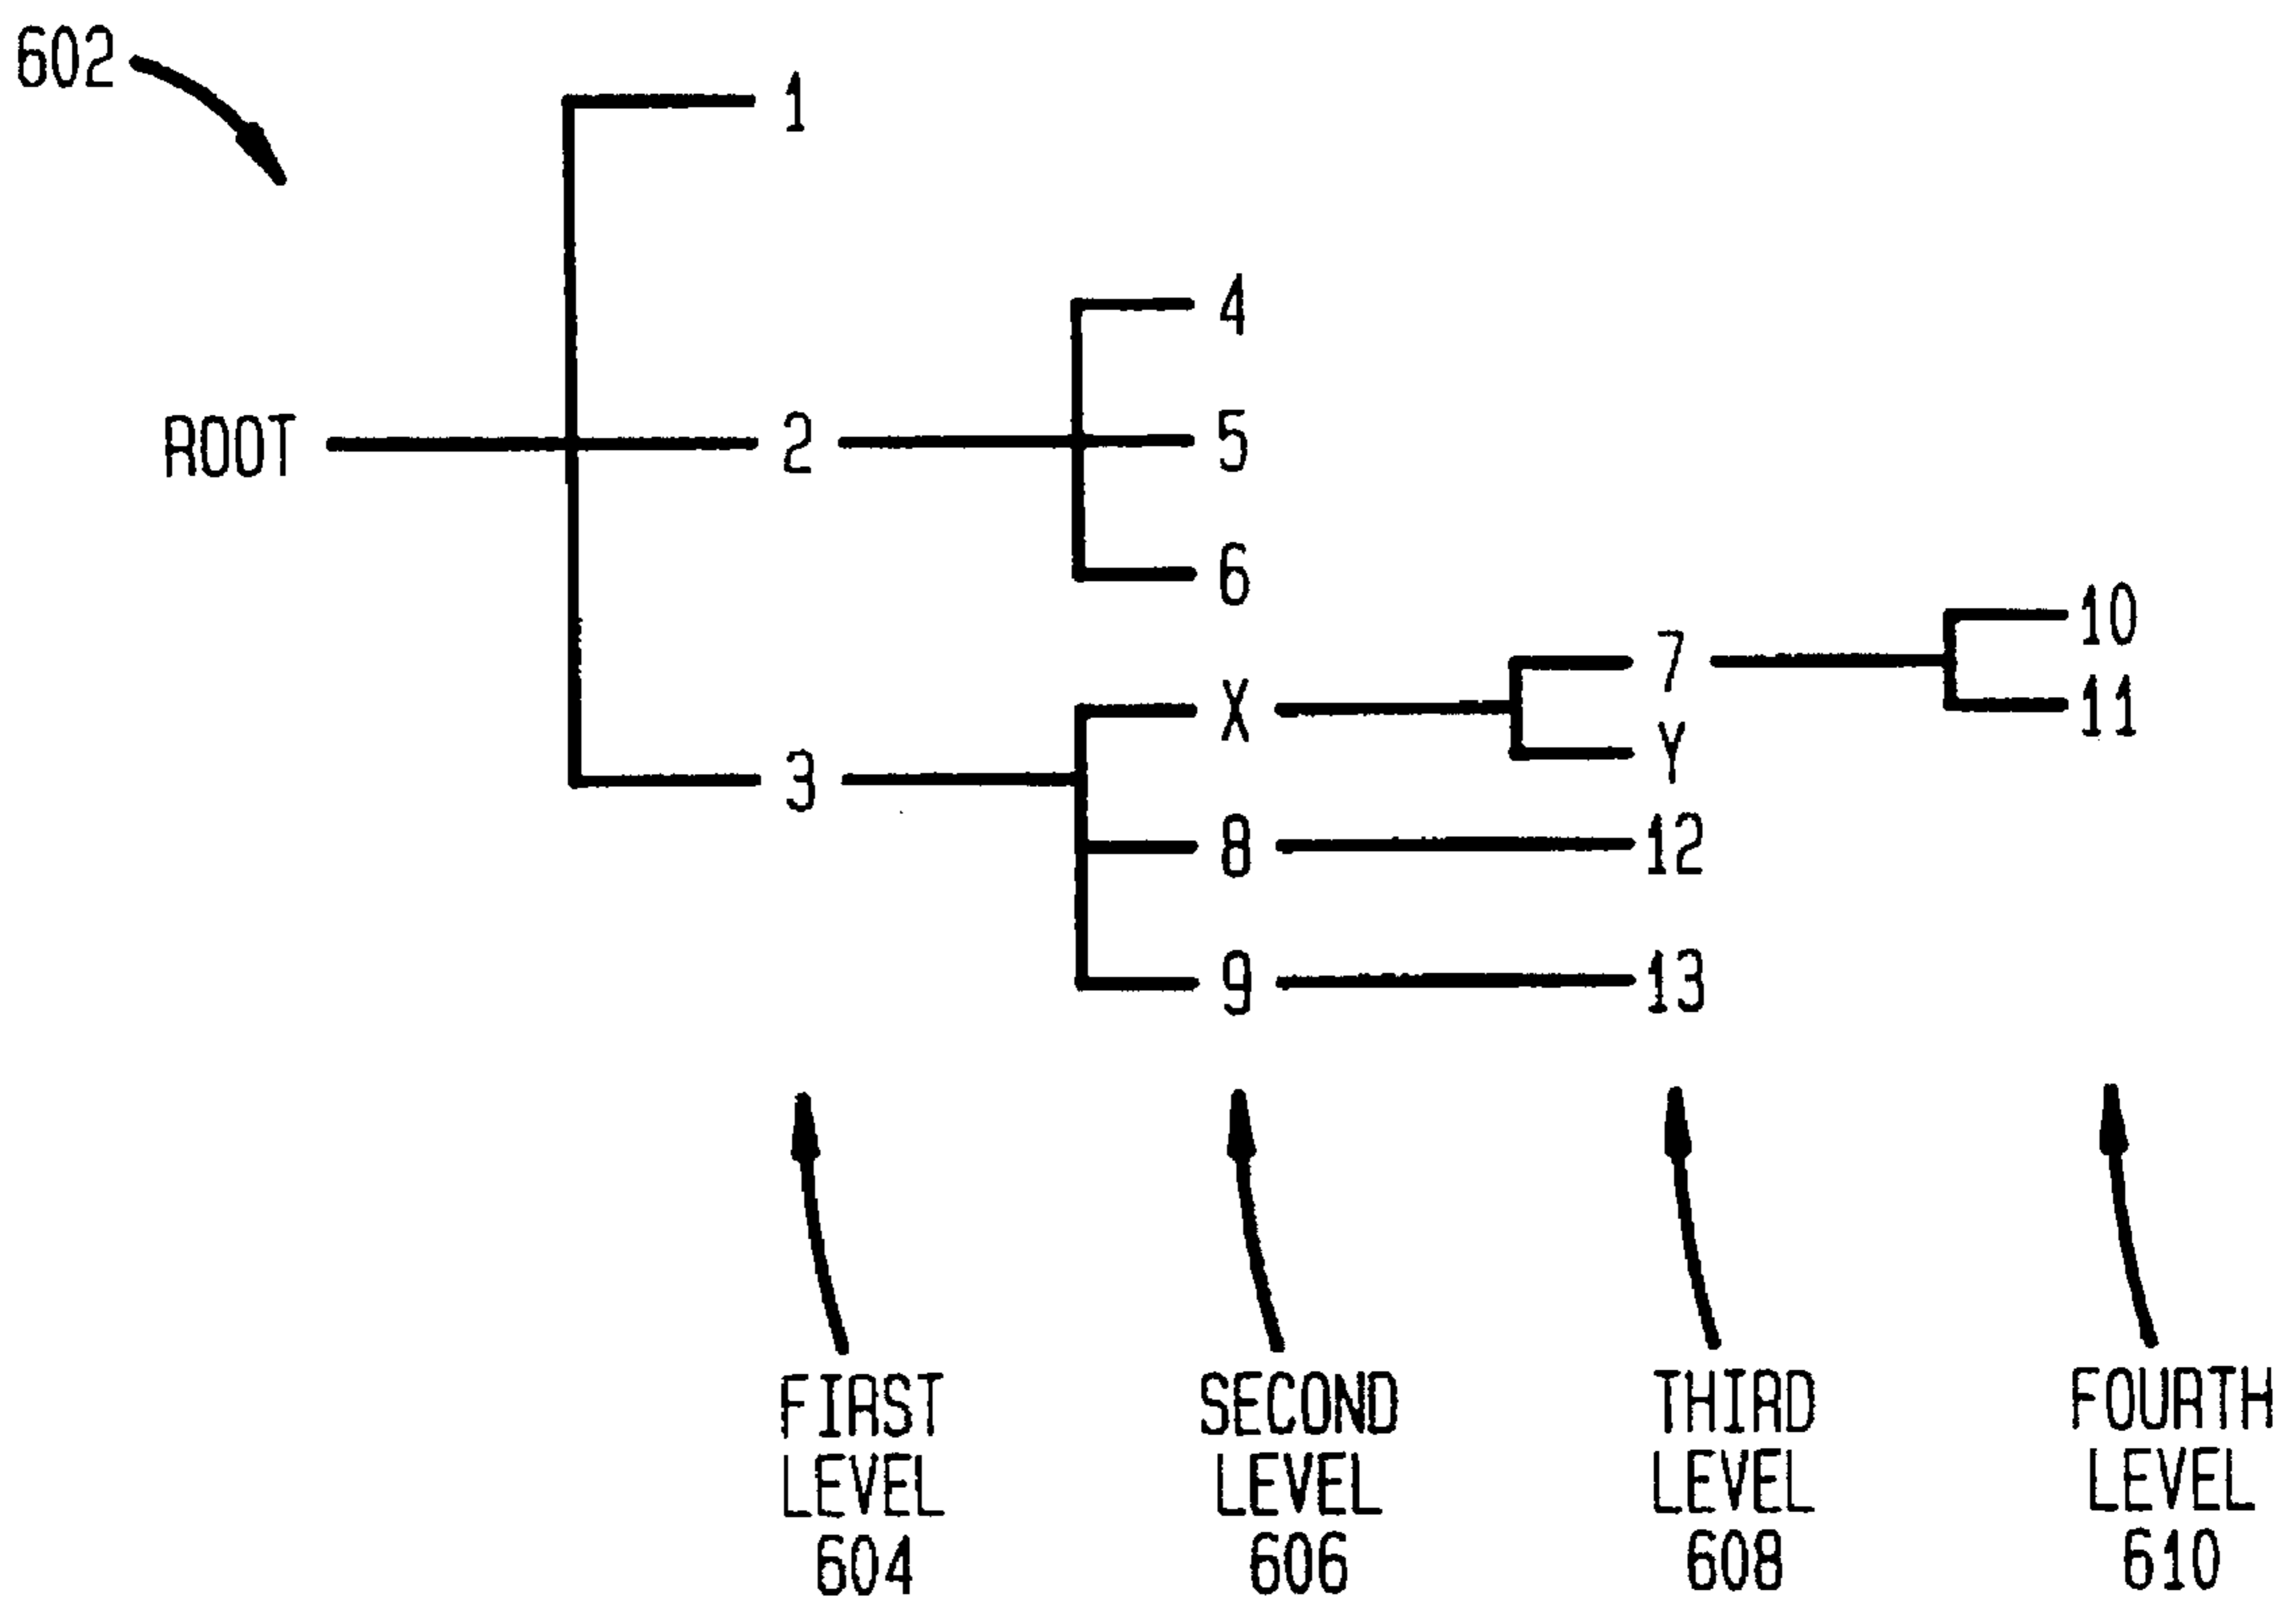 602
1
4
ROOT
2
5
6
10
7
11
X
Y
3
8
12
9
13
FIRST
LEVEL
604
SECOND
LEVEL
606
THIRD
LEVEL
608
FOURTH
LEVEL
610